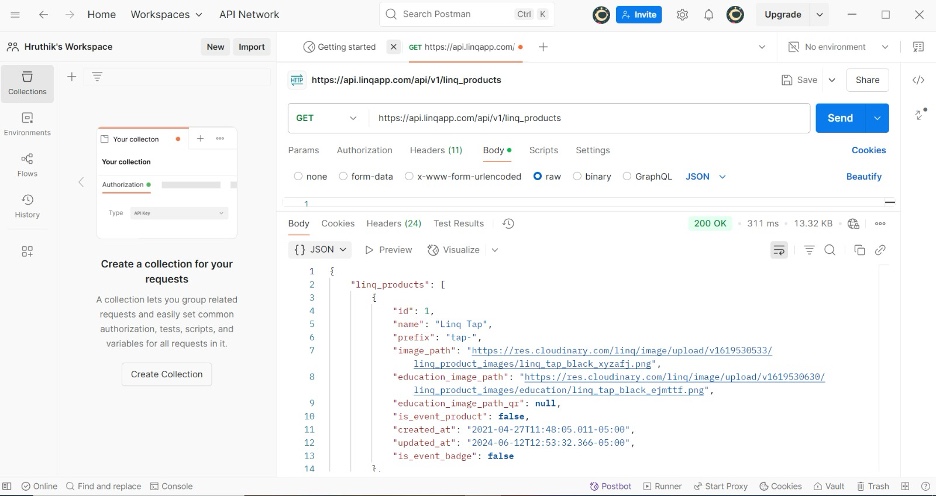 Home
Workspaces
API Network
Search Postman
Ctrl
K
Invite
Upgrade
Hruthik's Workspace
New
Import
Getting started
GET https://api.linqapp.com/
No environment
Collections
Environments
Flows
History
Your collecton
Your collection
Authorization
Type
API Key
Create a collection for your
requests
A collection lets you group related
requests and easily set common
authorization, tests, scripts, and
variables for all requests in it.
Create Collection
HTTP
https://api.linqapp.com/api/v1/linq_products
Save
Share
GET
https://api.linqapp.com/api/v1/linq_products
Send
Params Authorization Headers (11) Body Scripts Settings
Cookies
none form-data x-www-form-urlencoded raw binary GraphQL JSON
Beautify
1
Body Cookies Headers (24) Test Results
200 OK • 311 ms • 13.32 KB
{} JSON Preview Visualize
1 {
2 "linq_products": [
3 {
4 "id": 1,
5 "name": "Linq Tap",
6 "prefix": "tap-",
7 "image_path": "https://res.cloudinary.com/linq/image/upload/v1619530533/
linq_product_images/linq_tap_black_xyzafj.png",
8 "education_image_path": "https://res.cloudinary.com/linq/image/upload/v1619530630/
linq_product_images/education/linq_tap_black_ejmttf.png",
9 "education_image_path_qr": null,
10 "is_event_product": false,
11 "created_at": "2021-04-27T11:48:05.011-05:00",
12 "updated_at": "2024-06-12T12:53:32.366-05:00",
13 "is_event_badge": false
14 },
Online
Find and replace
Console
Postbot
Runner
Start Proxy
Cookies
Vault
Trash